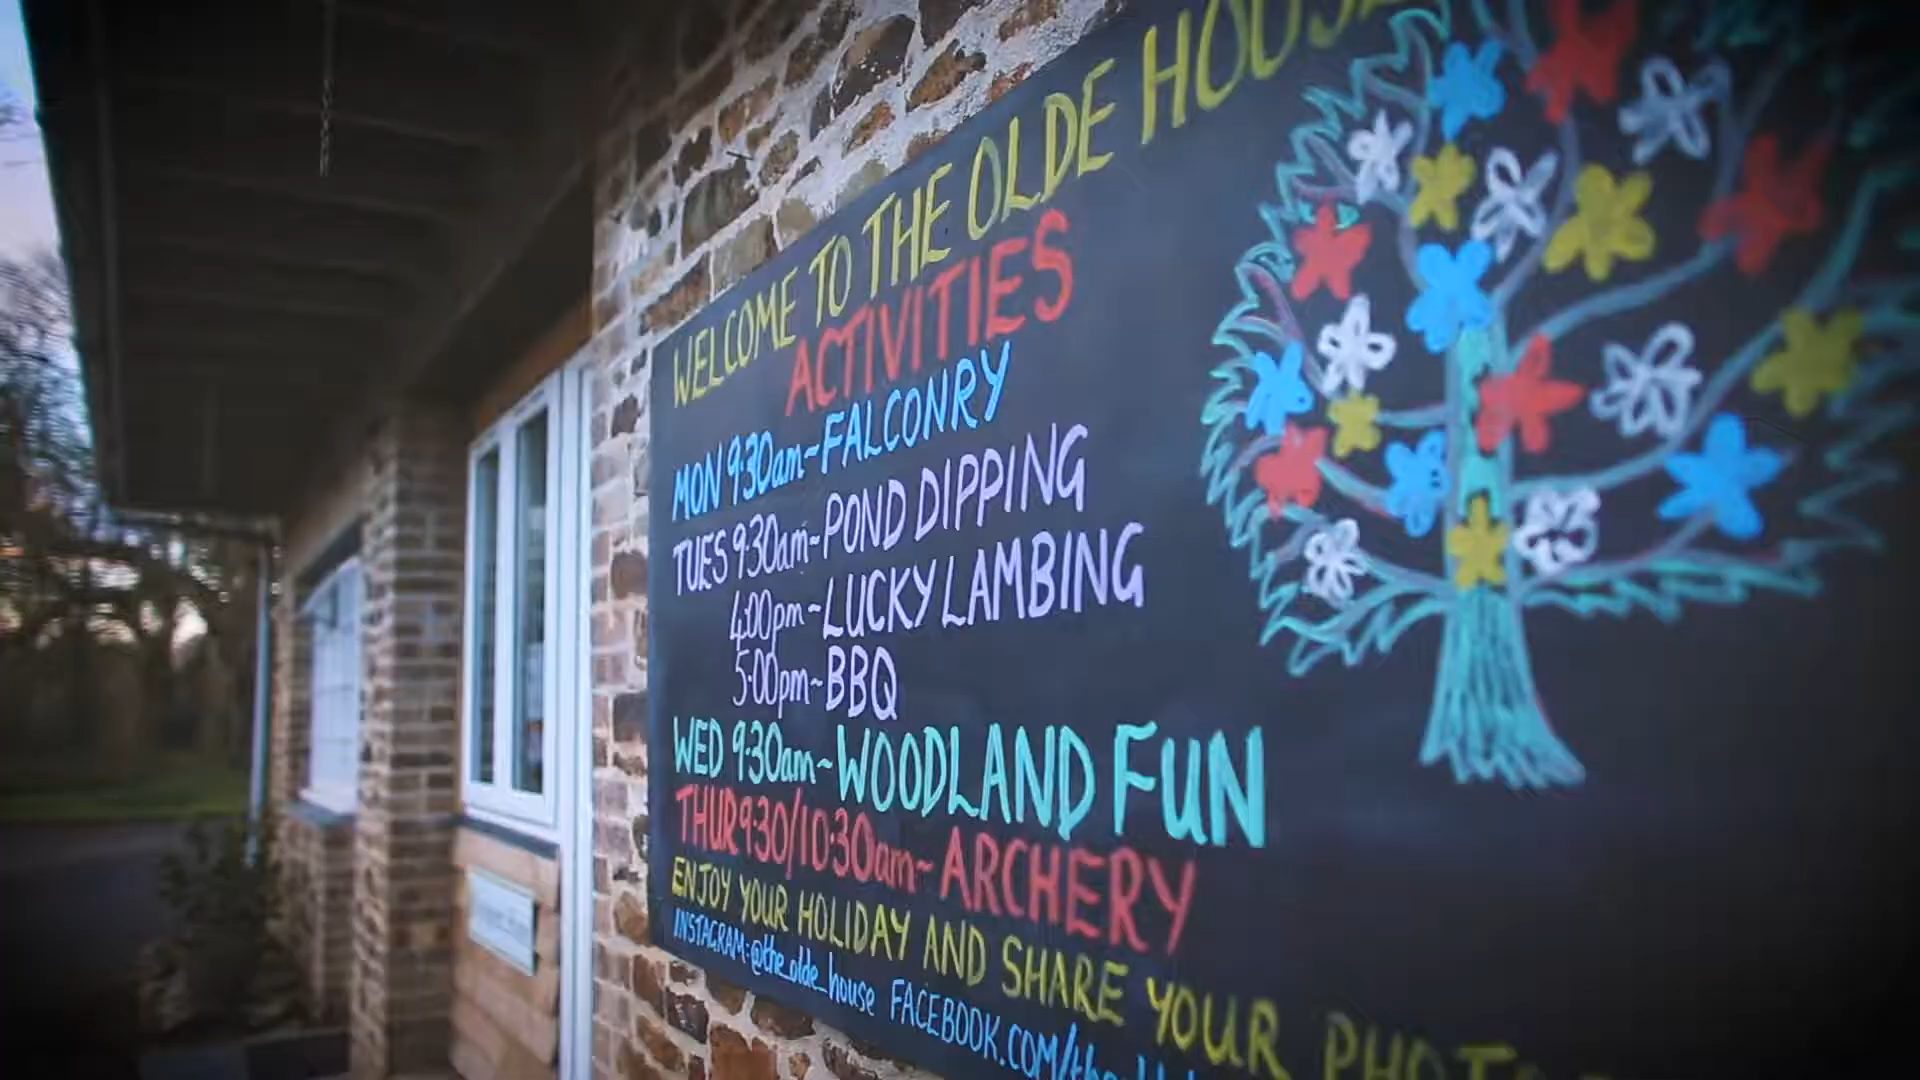 WELCOME TO THE OLDE HOUSE
ACTIVITIES
MON 9:30am~FALCONRY
TUES 9:30am~POND DIPPING
4:00pm~LUCKY LAMBING
5:00pm~BBQ
WED 9:30am~WOODLAND FUN
THUR 9:30/10:30am~ARCHERY
ENJOY YOUR HOLIDAY AND SHARE YOUR
INSTAGRAM:@the_olde_house FACEBOOK.COM/